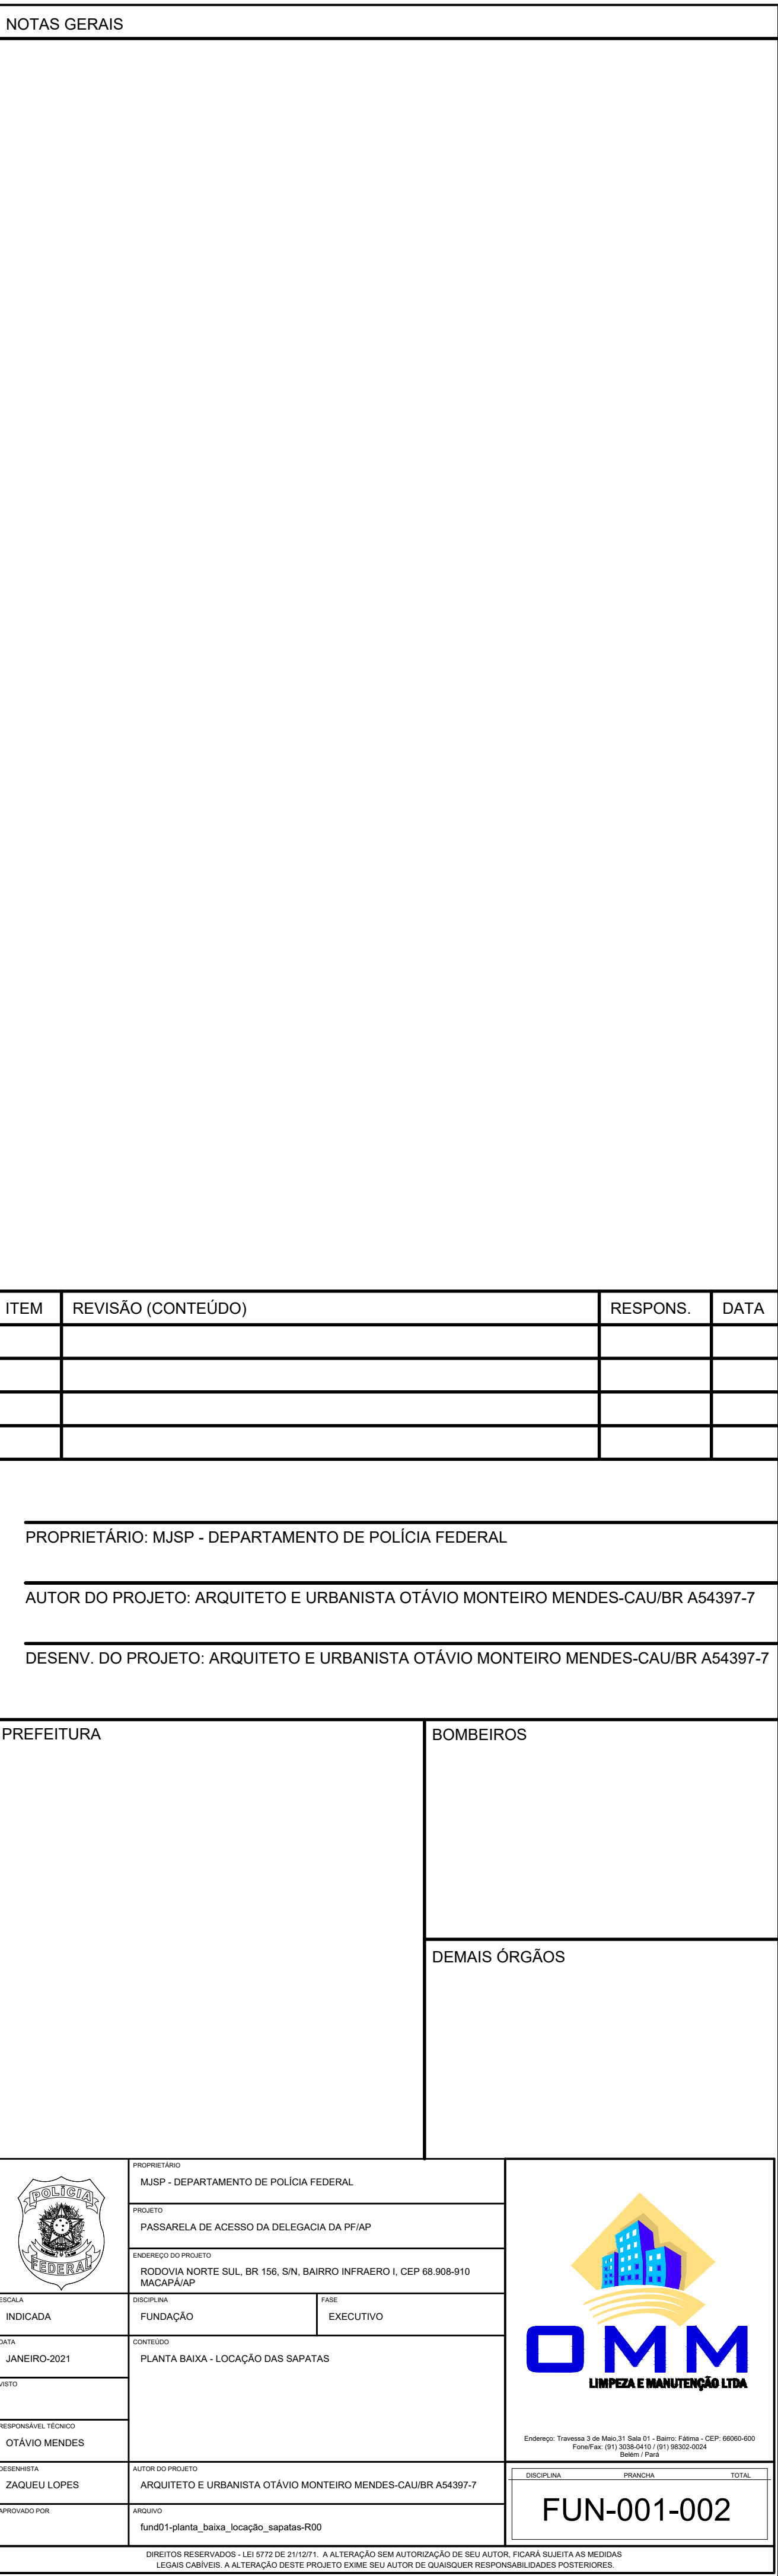 NOTAS GERAIS
ITEM REVISÃO (CONTEÚDO) RESPONS. DATA
PROPRIETÁRIO: MJSP - DEPARTAMENTO DE POLÍCIA FEDERAL
AUTOR DO PROJETO: ARQUITETO E URBANISTA OTÁVIO MONTEIRO MENDES-CAU/BR A54397-7
DESENV. DO PROJETO: ARQUITETO E URBANISTA OTÁVIO MONTEIRO MENDES-CAU/BR A54397-7
PREFEITURA
BOMBEIROS
DEMAIS ÓRGÃOS
POLÍCIA
FEDERAL
PROPRIETÁRIO
MJSP - DEPARTAMENTO DE POLÍCIA FEDERAL
PROJETO
PASSARELA DE ACESSO DA DELEGACIA DA PF/AP
ENDEREÇO DO PROJETO
RODOVIA NORTE SUL, BR 156, S/N, BAIRRO INFRAERO I, CEP 68.908-910
MACAPÁ/AP
ESCALA
INDICADA
DISCIPLINA
FUNDAÇÃO
FASE
EXECUTIVO
DATA
JANEIRO-2021
CONTEÚDO
PLANTA BAIXA - LOCAÇÃO DAS SAPATAS
VISTO
RESPONSÁVEL TÉCNICO
OTÁVIO MENDES
DESENHISTA
ZAQUEU LOPES
AUTOR DO PROJETO
ARQUITETO E URBANISTA OTÁVIO MONTEIRO MENDES-CAU/BR A54397-7
APROVADO POR
ARQUIVO
fund01-planta_baixa_locação_sapatas-R00
OMM
LIMPEZA E MANUTENÇÃO LTDA
Endereço: Travessa 3 de Maio,31 Sala 01 - Bairro: Fátima - CEP: 66060-600
Fone/Fax: (91) 3038-0410 / (91) 98302-0024
Belém / Pará
DISCIPLINA PRANCHA TOTAL
FUN-001-002
DIREITOS RESERVADOS - LEI 5772 DE 21/12/71. A ALTERAÇÃO SEM AUTORIZAÇÃO DE SEU AUTOR, FICARÁ SUJEITA AS MEDIDAS
LEGAIS CABÍVEIS. A ALTERAÇÃO DESTE PROJETO EXIME SEU AUTOR DE QUAISQUER RESPONSABILIDADES POSTERIORES.